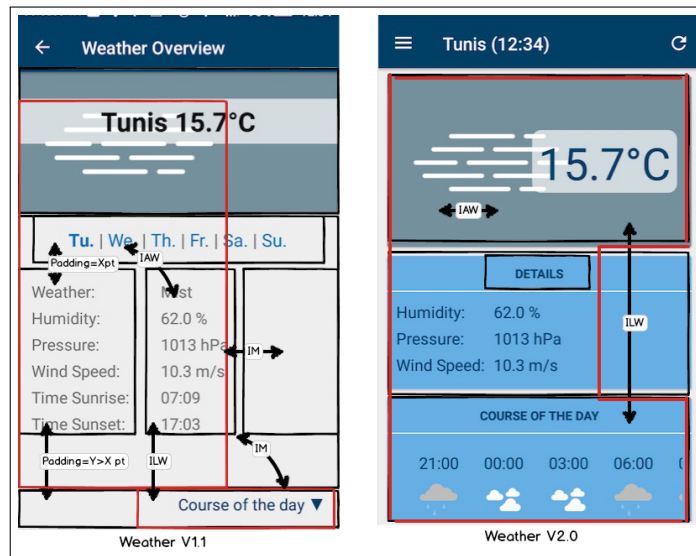 Weather Overview
Tunis 15.7°C
Tu. | We. | Th. | Fr. | Sa. | Su.
Padding=Xpt
IAW
Weather: Mist
Humidity: 62.0 %
Pressure: 1013 hPa
IM
Wind Speed: 10.3 m/s
Time Sunrise: 07:09
Time Sunset: 17:03
IM
Padding=Y>X pt
ILW
Course of the day ▼
Weather V1.1
Tunis (12:34)
15.7°C
IAW
DETAILS
Humidity: 62.0 %
ILW
Pressure: 1013 hPa
Wind Speed: 10.3 m/s
COURSE OF THE DAY
21:00 00:00 03:00 06:00
Weather V2.0